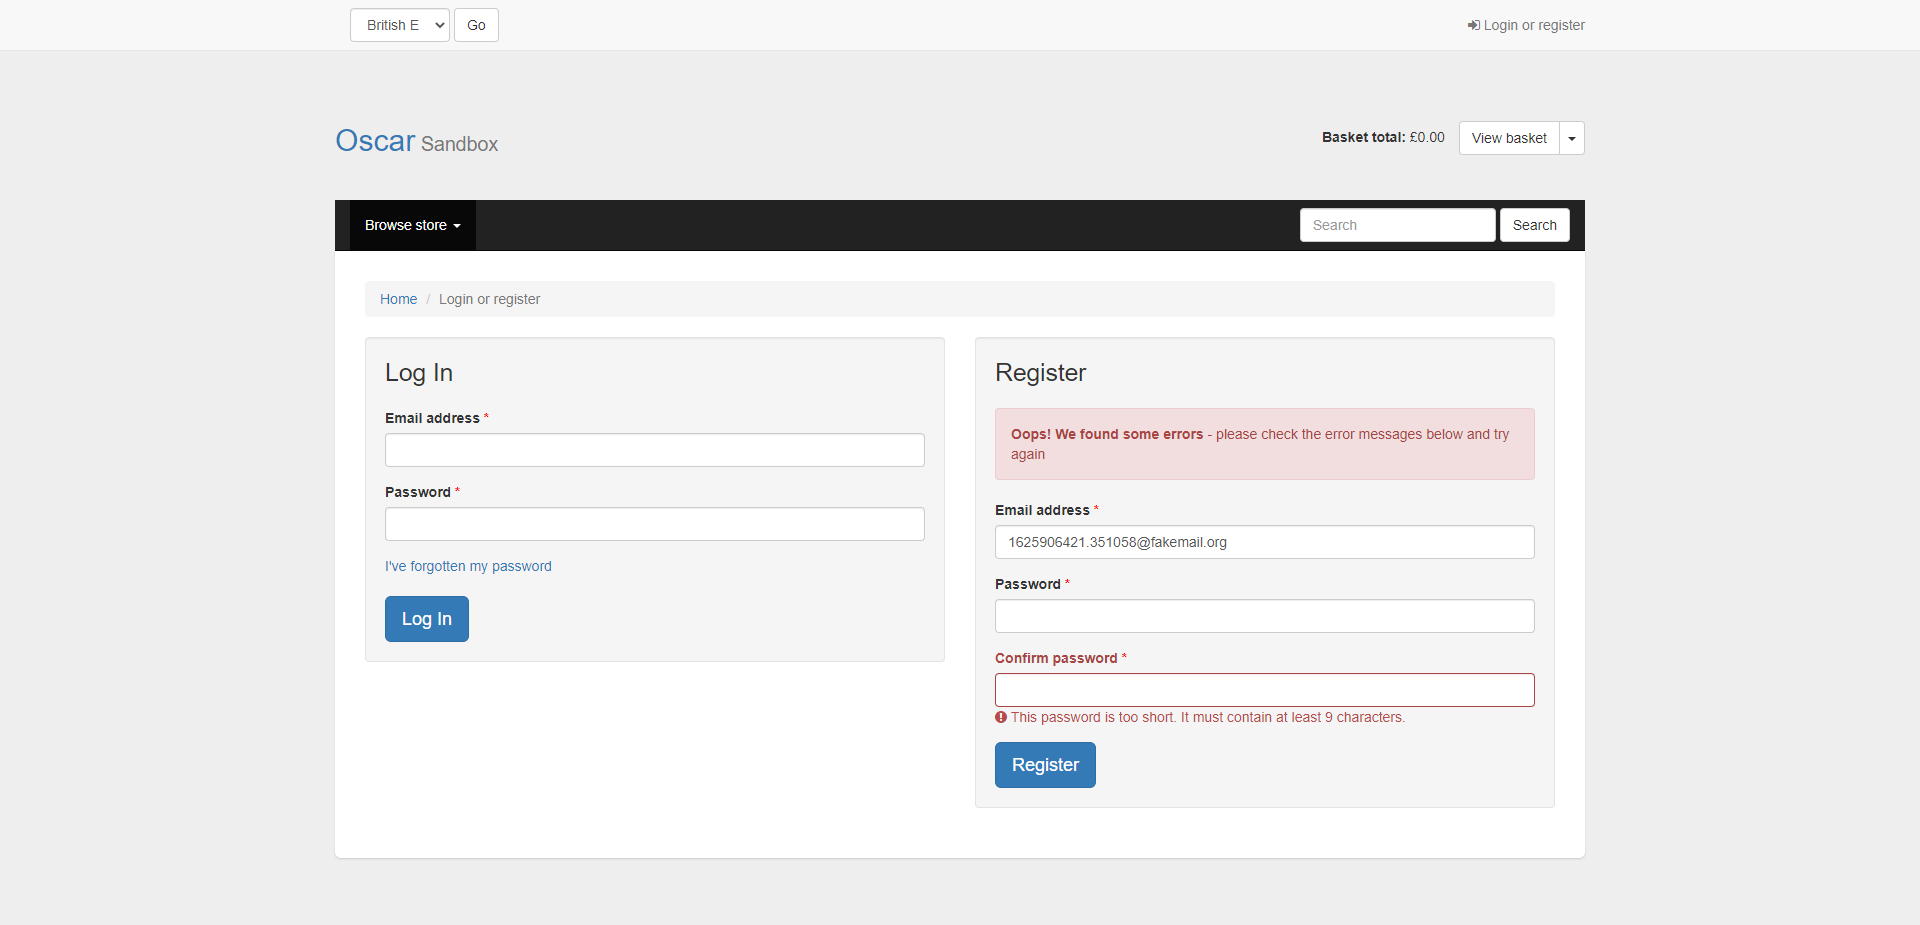 British E
Go
Login or register
Oscar Sandbox
Basket total: £0.00
View basket
Browse store
Search
Search
Home / Login or register
Log In
Email address *
Password *
I've forgotten my password
Log In
Register
Oops! We found some errors - please check the error messages below and try
again
Email address *
1625906421.351058@fakemail.org
Password *
Confirm password *
This password is too short. It must contain at least 9 characters.
Register